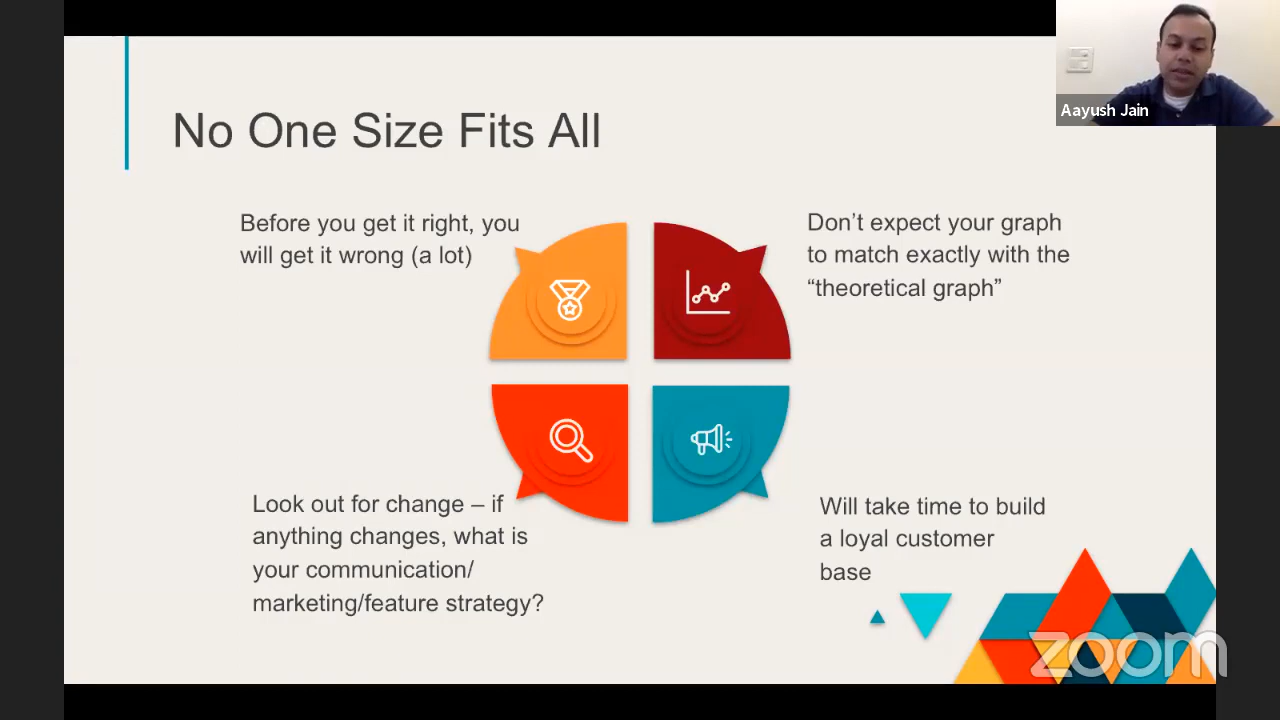 Aayush Jain
No One Size Fits All
Before you get it right, you
will get it wrong (a lot)
Don’t expect your graph
to match exactly with the
“theoretical graph”
Look out for change – if
anything changes, what is
your communication/
marketing/feature strategy?
Will take time to build
a loyal customer
base
zoom